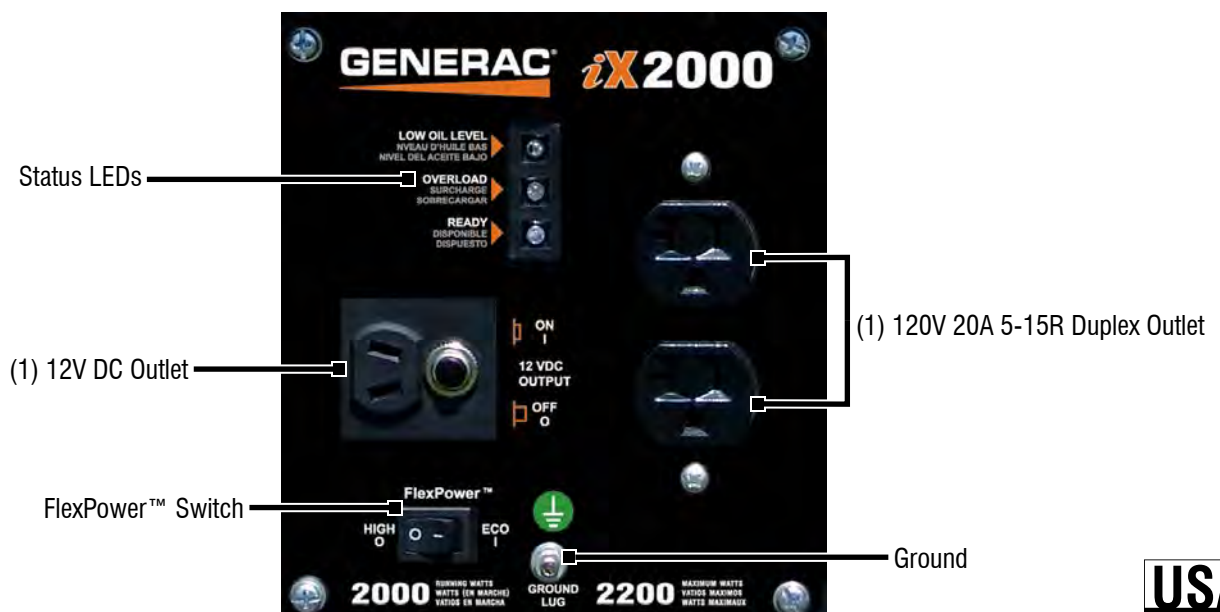 GENERAC®
iX2000
LOW OIL LEVEL
NVEAU D'HUILE BAS
NIVEL DEL ACEITE BAJO
Status LEDs
OVERLOAD
SURCHARGE
SOBRECARGAR
READY
DISPONIBLE
DISPUESTO
(1) 120V 20A 5-15R Duplex Outlet
ON
I
(1) 12V DC Outlet
12 VDC
OUTPUT
OFF
O
FlexPower™
FlexPower™ Switch
HIGH
O
O –
ECO
I
Ground
2000
RUNNING WATTS
WATTS (EN MARCHE)
VATIOS EN MARCHA
GROUND
LUG
2200
MAXIMUM WATTS
VATIOS MAXIMOS
WATTS MAXIMAUX
USA